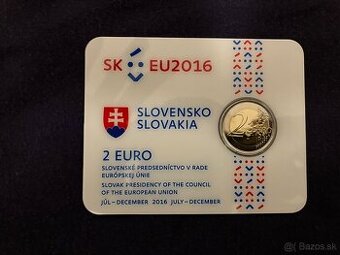 SK EU2016
SLOVENSKO
SLOVAKIA
2 EURO
SLOVENSKÉ PREDSEDNÍCTVO V RADE
EURÓPSKEJ ÚNIE
SLOVAK PRESIDENCY OF THE COUNCIL
OF THE EUROPEAN UNION
JÚL–DECEMBER 2016 JULY–DECEMBER
2
Bazos.sk